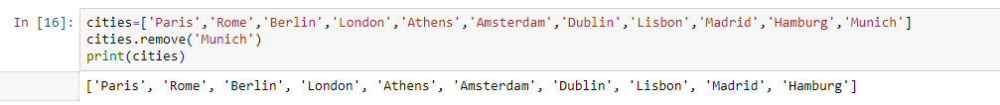 In [16]: cities=['Paris','Rome','Berlin','London','Athens','Amsterdam','Dublin','Lisbon','Madrid','Hamburg','Munich']
cities.remove('Munich')
print(cities)
['Paris', 'Rome', 'Berlin', 'London', 'Athens', 'Amsterdam', 'Dublin', 'Lisbon', 'Madrid', 'Hamburg']